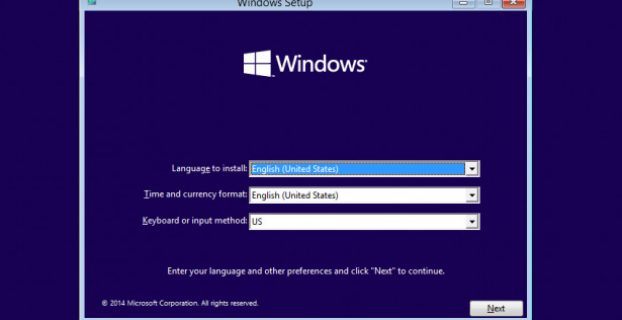 Windows Setup
Windows
Language to install: English (United States)
Time and currency format: English (United States)
Keyboard or input method: US
Enter your language and other preferences and click "Next" to continue.
© 2014 Microsoft Corporation. All rights reserved.
Next